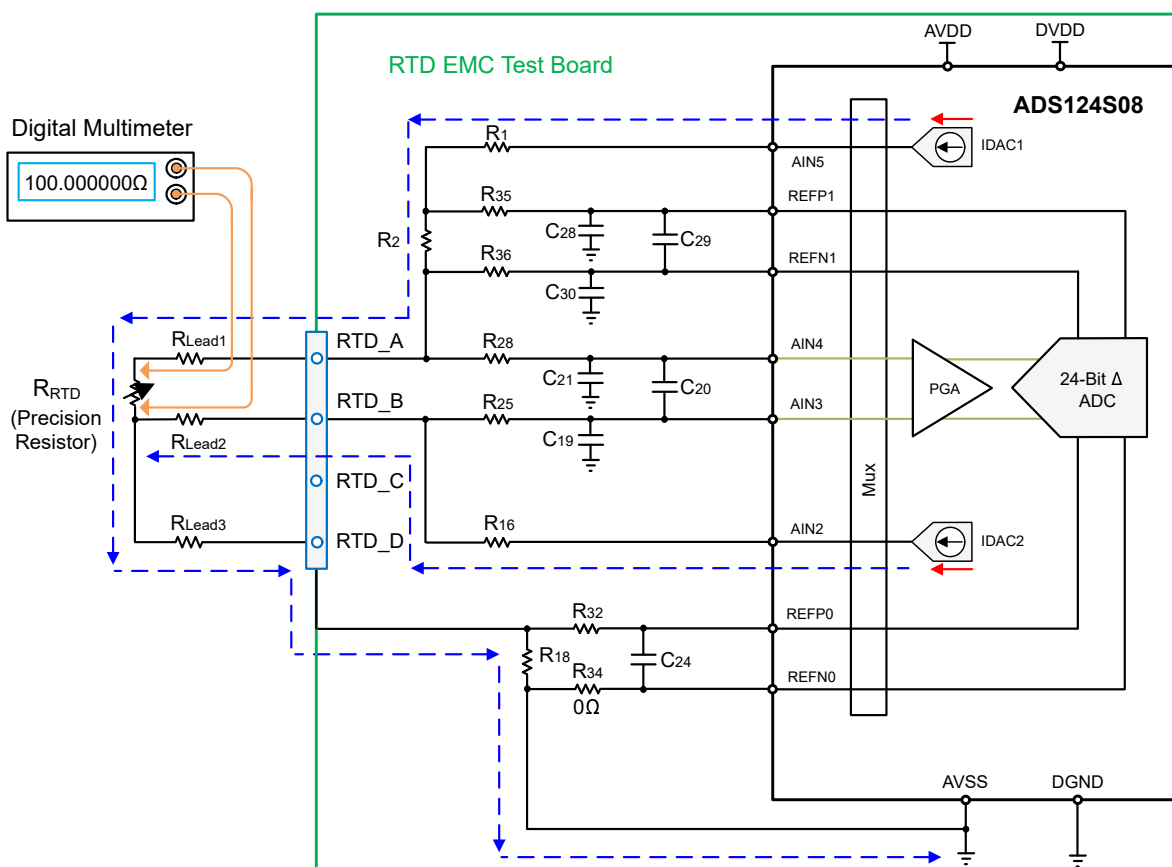 RTD EMC Test Board
AVDD
DVDD
ADS124S08
Digital Multimeter
100.000000Ω
R1
AIN5
IDAC1
R35
REFP1
R2
C28
C29
R36
REFN1
C30
RLead1
RTD_A
R28
AIN4
C21
C20
PGA
24-Bit Δ
ADC
RRTD
(Precision
Resistor)
RTD_B
R25
AIN3
RLead2
C19
RTD_C
Mux
RLead3
RTD_D
R16
AIN2
IDAC2
R32
REFP0
R18
C24
R34
0Ω
REFN0
AVSS
DGND